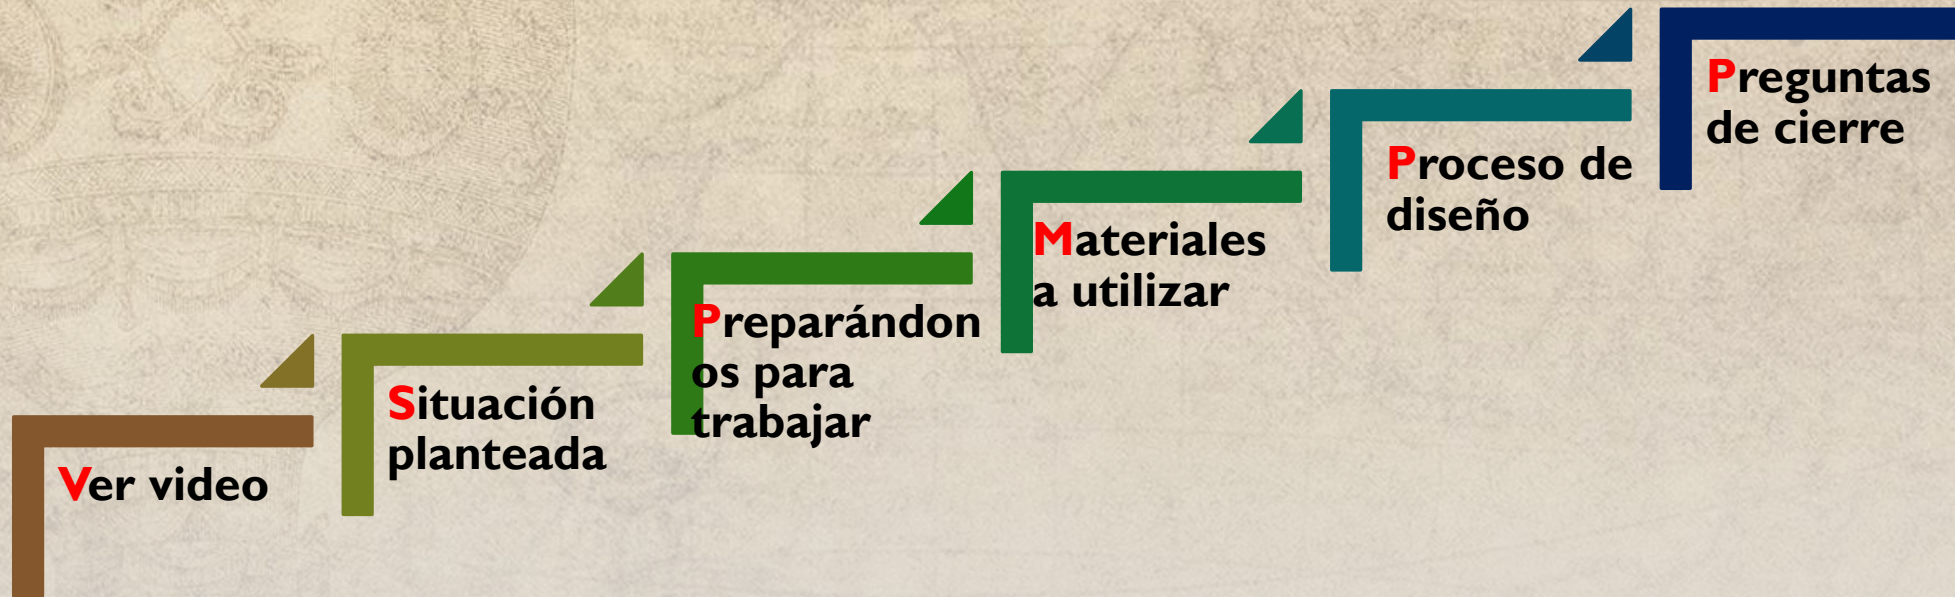 Ver video
Situación
planteada
Preparándon
os para
trabajar
Materiales
a utilizar
Proceso de
diseño
Preguntas
de cierre